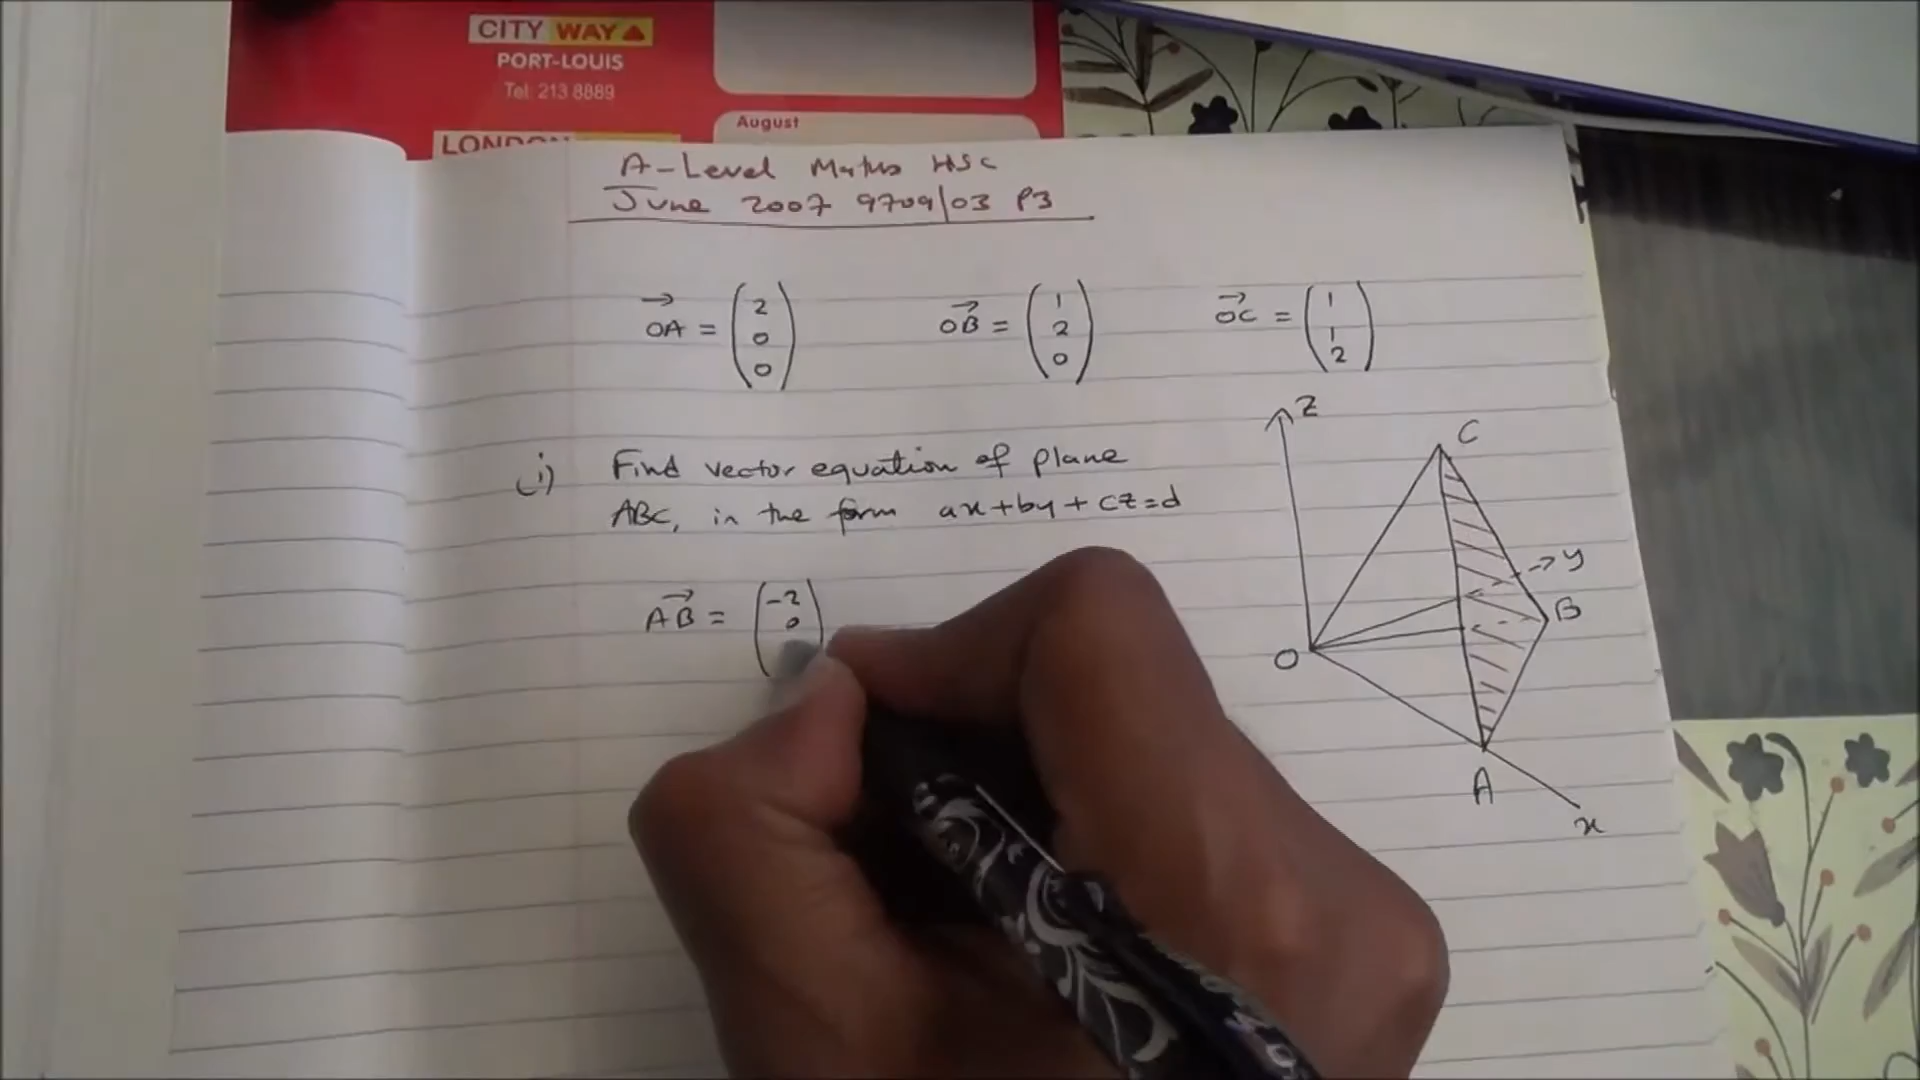 CITY WAY
PORT-LOUIS
Tel: 213 8889
LONDON
August
A-Level Maths HSC
June 2007 9709/03 P3
OA = (2 0 0) OB = (1 2 0) OC = (1 1 2)
(i) Find vector equation of plane
ABC, in the form ax+by+cz=d
AB = (-2 0
Z
C
y
B
O
A
x